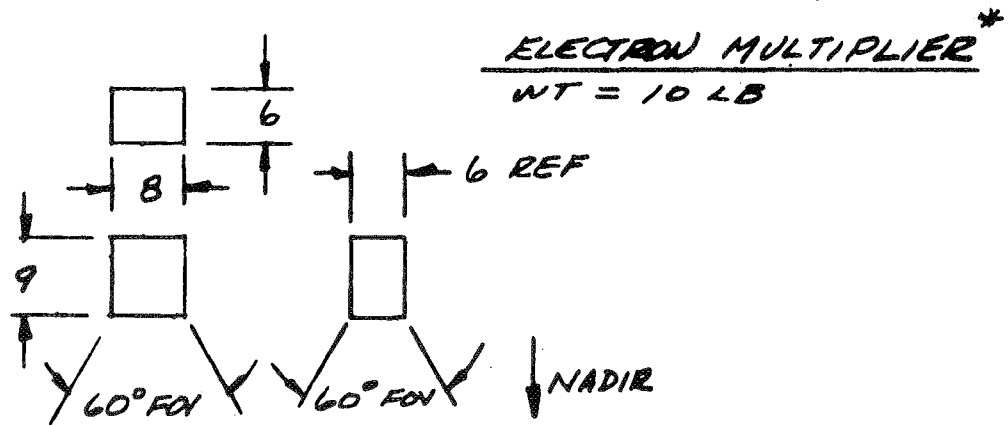 ELECTRON MULTIPLIER*
WT = 10 LB
6
8
6 REF
9
60° FOV
60° FOV
NADIR